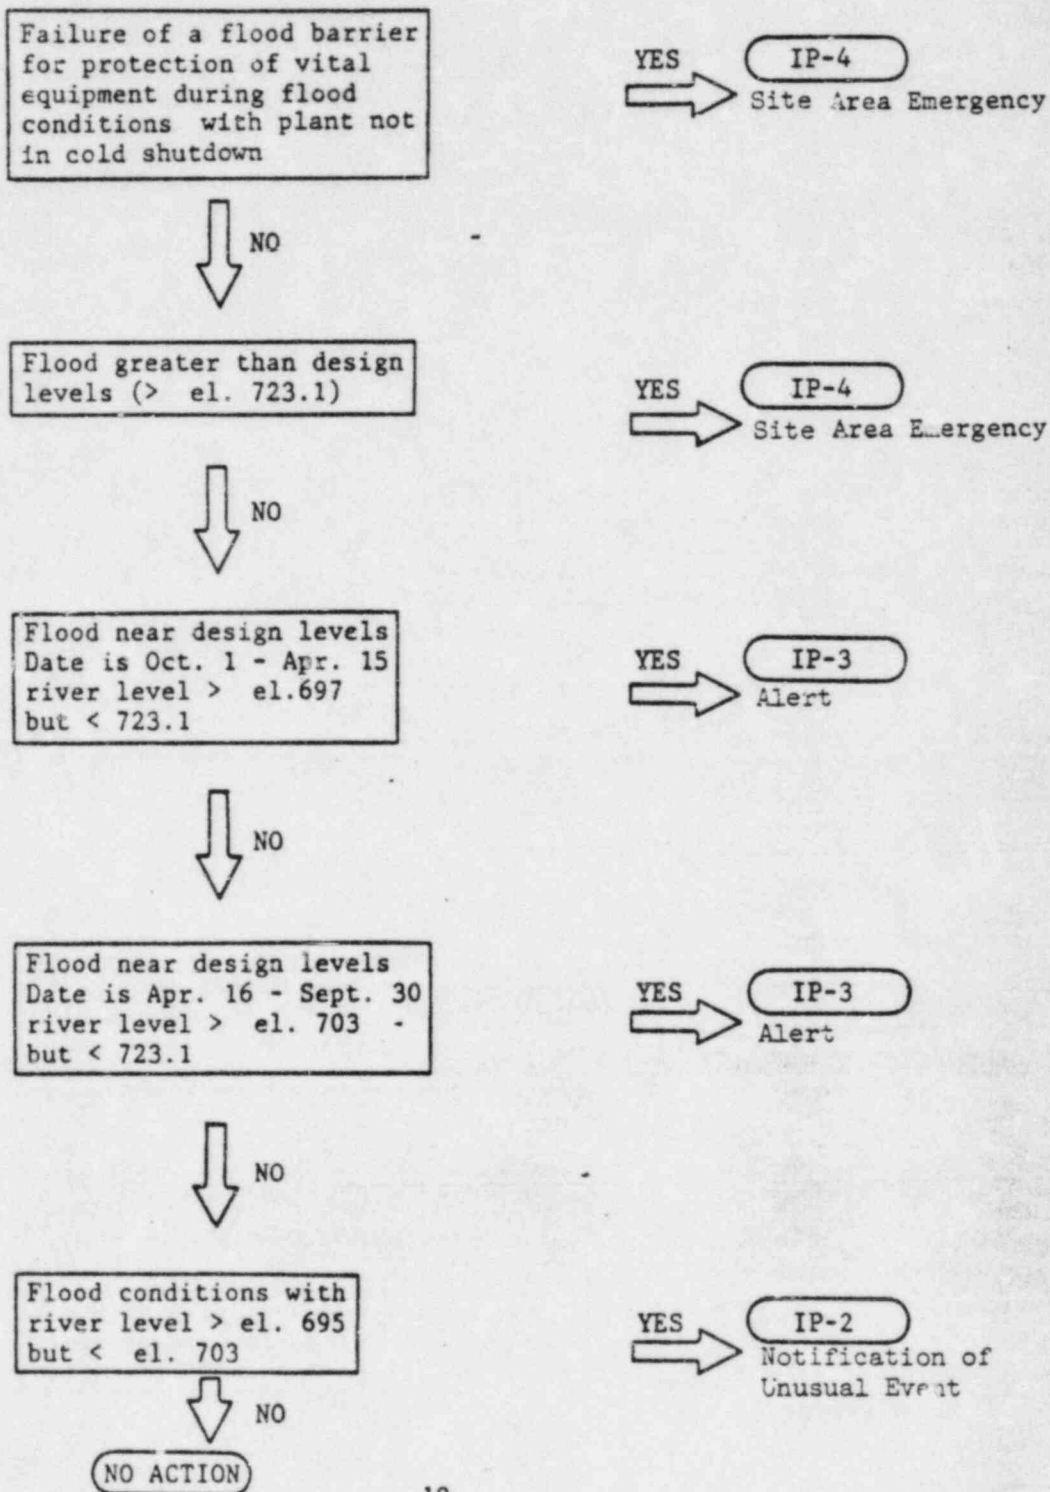 Failure of a flood barrier
for protection of vital
equipment during flood
conditions with plant not
in cold shutdown
YES
IP-4
Site Area Emergency
NO
Flood greater than design
levels (> el. 723.1)
YES
IP-4
Site Area Emergency
NO
Flood near design levels
Date is Oct. 1 - Apr. 15
river level > el.697
but < 723.1
YES
IP-3
Alert
NO
Flood near design levels
Date is Apr. 16 - Sept. 30
river level > el. 703 -
but < 723.1
YES
IP-3
Alert
NO
Flood conditions with
river level > el. 695
but < el. 703
YES
IP-2
Notification of
Unusual Event
NO
NO ACTION